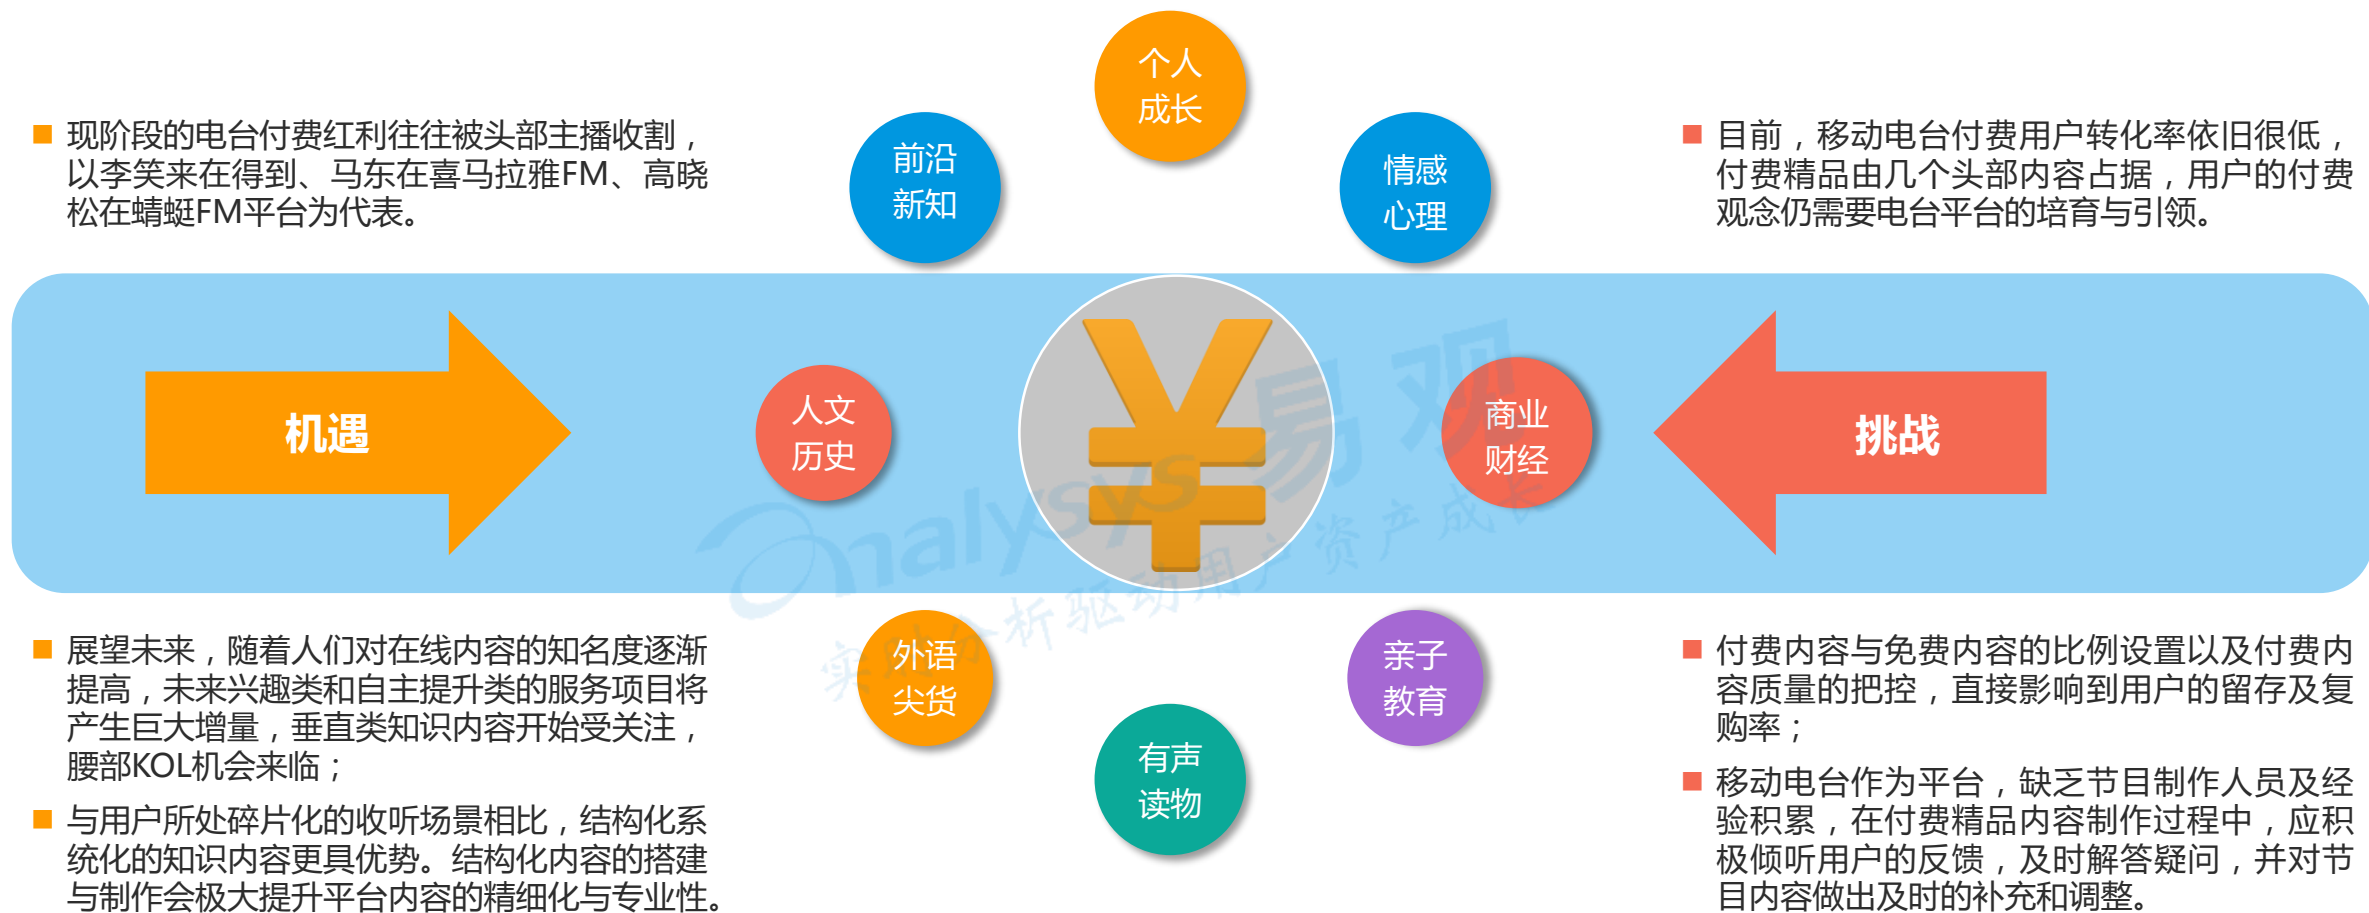 现阶段的电台付费红利往往被头部主播收割，
以李笑来在得到、马东在喜马拉雅FM、高晓
松在蜻蜓FM平台为代表。
个人
成长
前沿
新知
情感
心理
目前，移动电台付费用户转化率依旧很低，
付费精品由几个头部内容占据，用户的付费
观念仍需要电台平台的培育与引领。
机遇
人文
历史
¥
商业
财经
挑战
analysys 易观
实时分析驱动用户资产成长
展望未来，随着人们对在线内容的知名度逐渐
提高，未来兴趣类和自主提升类的服务项目将
产生巨大增量，垂直类知识内容开始受关注，
腰部KOL机会来临；
与用户所处碎片化的收听场景相比，结构化系
统化的知识内容更具优势。结构化内容的搭建
与制作会极大提升平台内容的精细化与专业性。
外语
尖货
有声
读物
亲子
教育
付费内容与免费内容的比例设置以及付费内
容质量的把控，直接影响到用户的留存及复
购率；
移动电台作为平台，缺乏节目制作人员及经
验积累，在付费精品内容制作过程中，应积
极倾听用户的反馈，及时解答疑问，并对节
目内容做出及时的补充和调整。